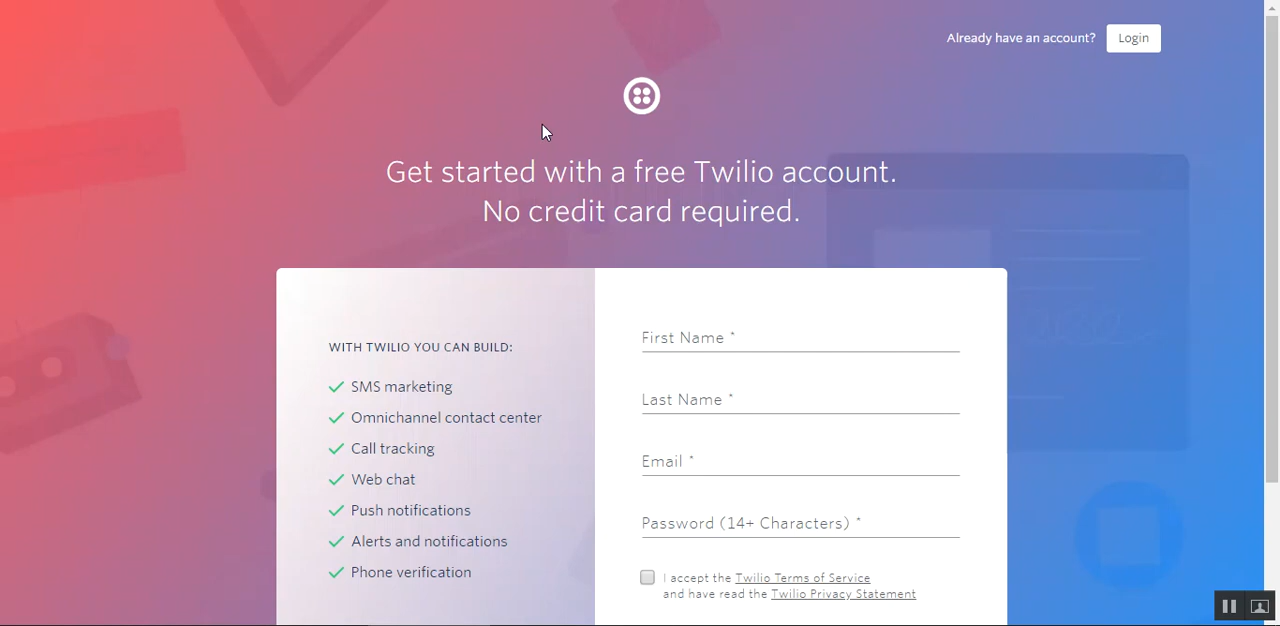 Already have an account? Login
Get started with a free Twilio account.
No credit card required.
WITH TWILIO YOU CAN BUILD:
SMS marketing
Omnichannel contact center
Call tracking
Web chat
Push notifications
Alerts and notifications
Phone verification
First Name *
Last Name *
Email *
Password (14+ Characters) *
I accept the Twilio Terms of Service
and have read the Twilio Privacy Statement